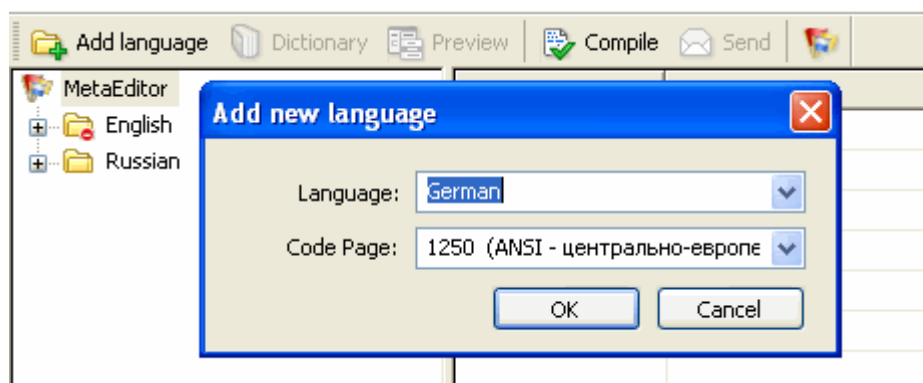 Add language Dictionary Preview Compile Send
MetaEditor
English
Russian
Add new language
Language: German
Code Page: 1250 (ANSI - центрально-европе
OK Cancel